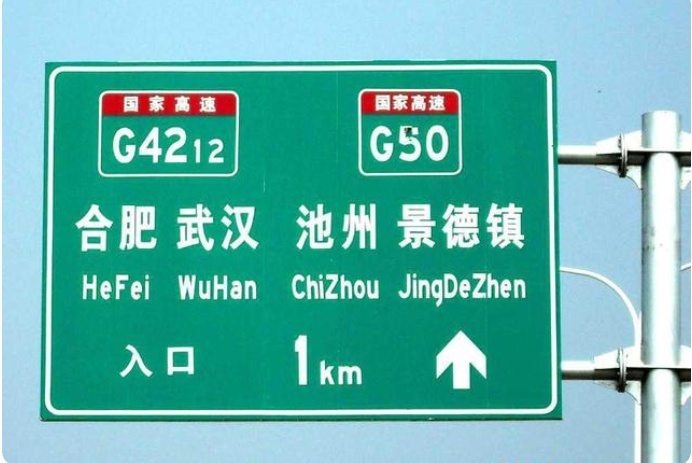 国家高速 国家高速
G4212 G50
合肥 武汉 池州 景德镇
HeFei WuHan ChiZhou JingDeZhen
入口 1km